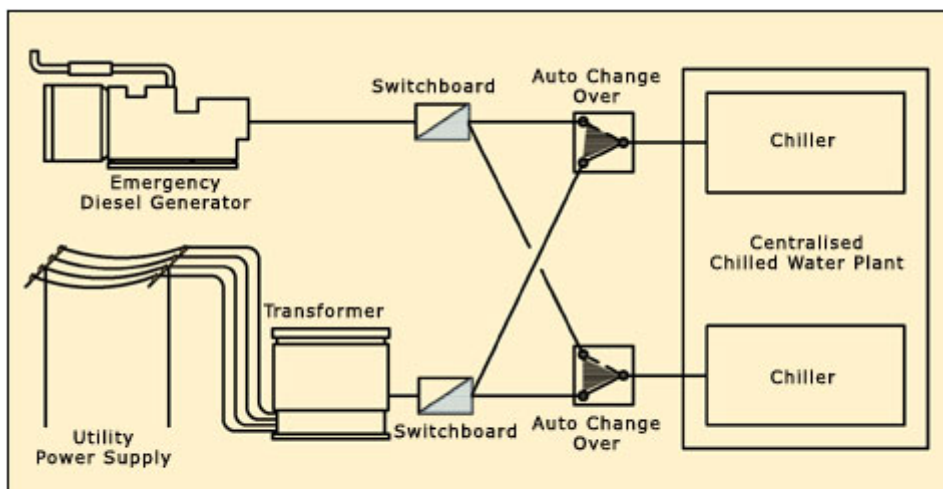 Switchboard
Auto Change
Over
Chiller
Emergency
Diesel Generator
Centralised
Chilled Water Plant
Transformer
Chiller
Switchboard
Auto Change
Over
Utility
Power Supply